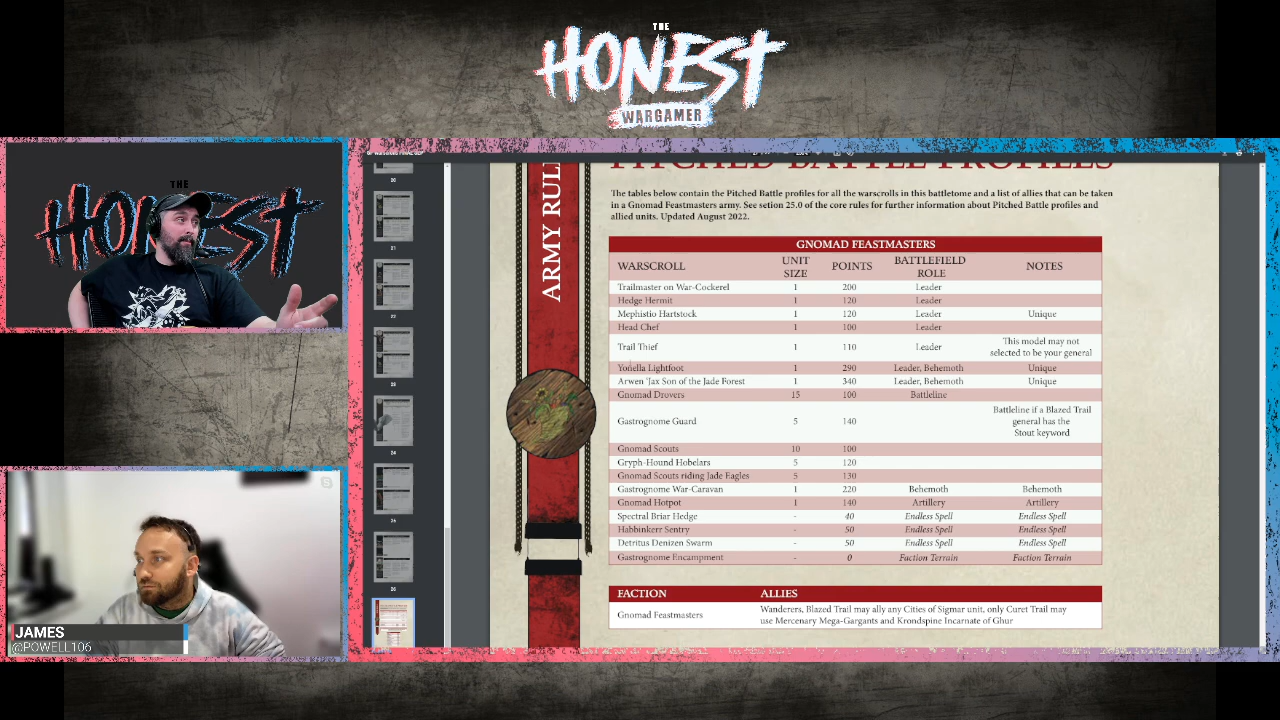 THE
HONEST
WARGAMER
THE
HONEST
JAMES
@POWELL106
ARMY RUL
PITCHED BATTLE PROFILES
The tables below contain the Pitched Battle profiles for all the warscrolls in this battletome and a list of allies that can be taken
in a Gnomad Feastmasters army. See setion 25.0 of the core rules for further information about Pitched Battle profiles and
allied units. Updated August 2022.
GNOMAD FEASTMASTERS
WARSCROLL UNIT SIZE POINTS BATTLEFIELD ROLE NOTES
Trailmaster on War-Cockerel 1 200 Leader
Hedge Hermit 1 120 Leader
Mephistio Hartstock 1 120 Leader Unique
Head Chef 1 100 Leader
Trail Thief 1 110 Leader This model may not
selected to be your general
Yoñella Lightfoot 1 290 Leader, Behemoth Unique
Arwen 'Jax Son of the Jade Forest 1 340 Leader, Behemoth Unique
Gnomad Drovers 15 100 Battleline
Gastrognome Guard 5 140 Battleline if a Blazed Trail
general has the
Stout keyword
Gnomad Scouts 10 100
Gryph-Hound Hobelars 5 120
Gnomad Scouts riding Jade Eagles 5 130
Gastrognome War-Caravan 1 220 Behemoth Behemoth
Gnomad Hotpot 1 140 Artillery Artillery
Spectral Briar Hedge - 40 Endless Spell Endless Spell
Habbinkerr Sentry - 50 Endless Spell Endless Spell
Detritus Denizen Swarm - 50 Endless Spell Endless Spell
Gastrognome Encampment - 0 Faction Terrain Faction Terrain
FACTION ALLIES
Gnomad Feastmasters Wanderers, Blazed Trail may ally any Cities of Sigmar unit, only Curet Trail may
use Mercenary Mega-Gargants and Krondspine Incarnate of Ghur